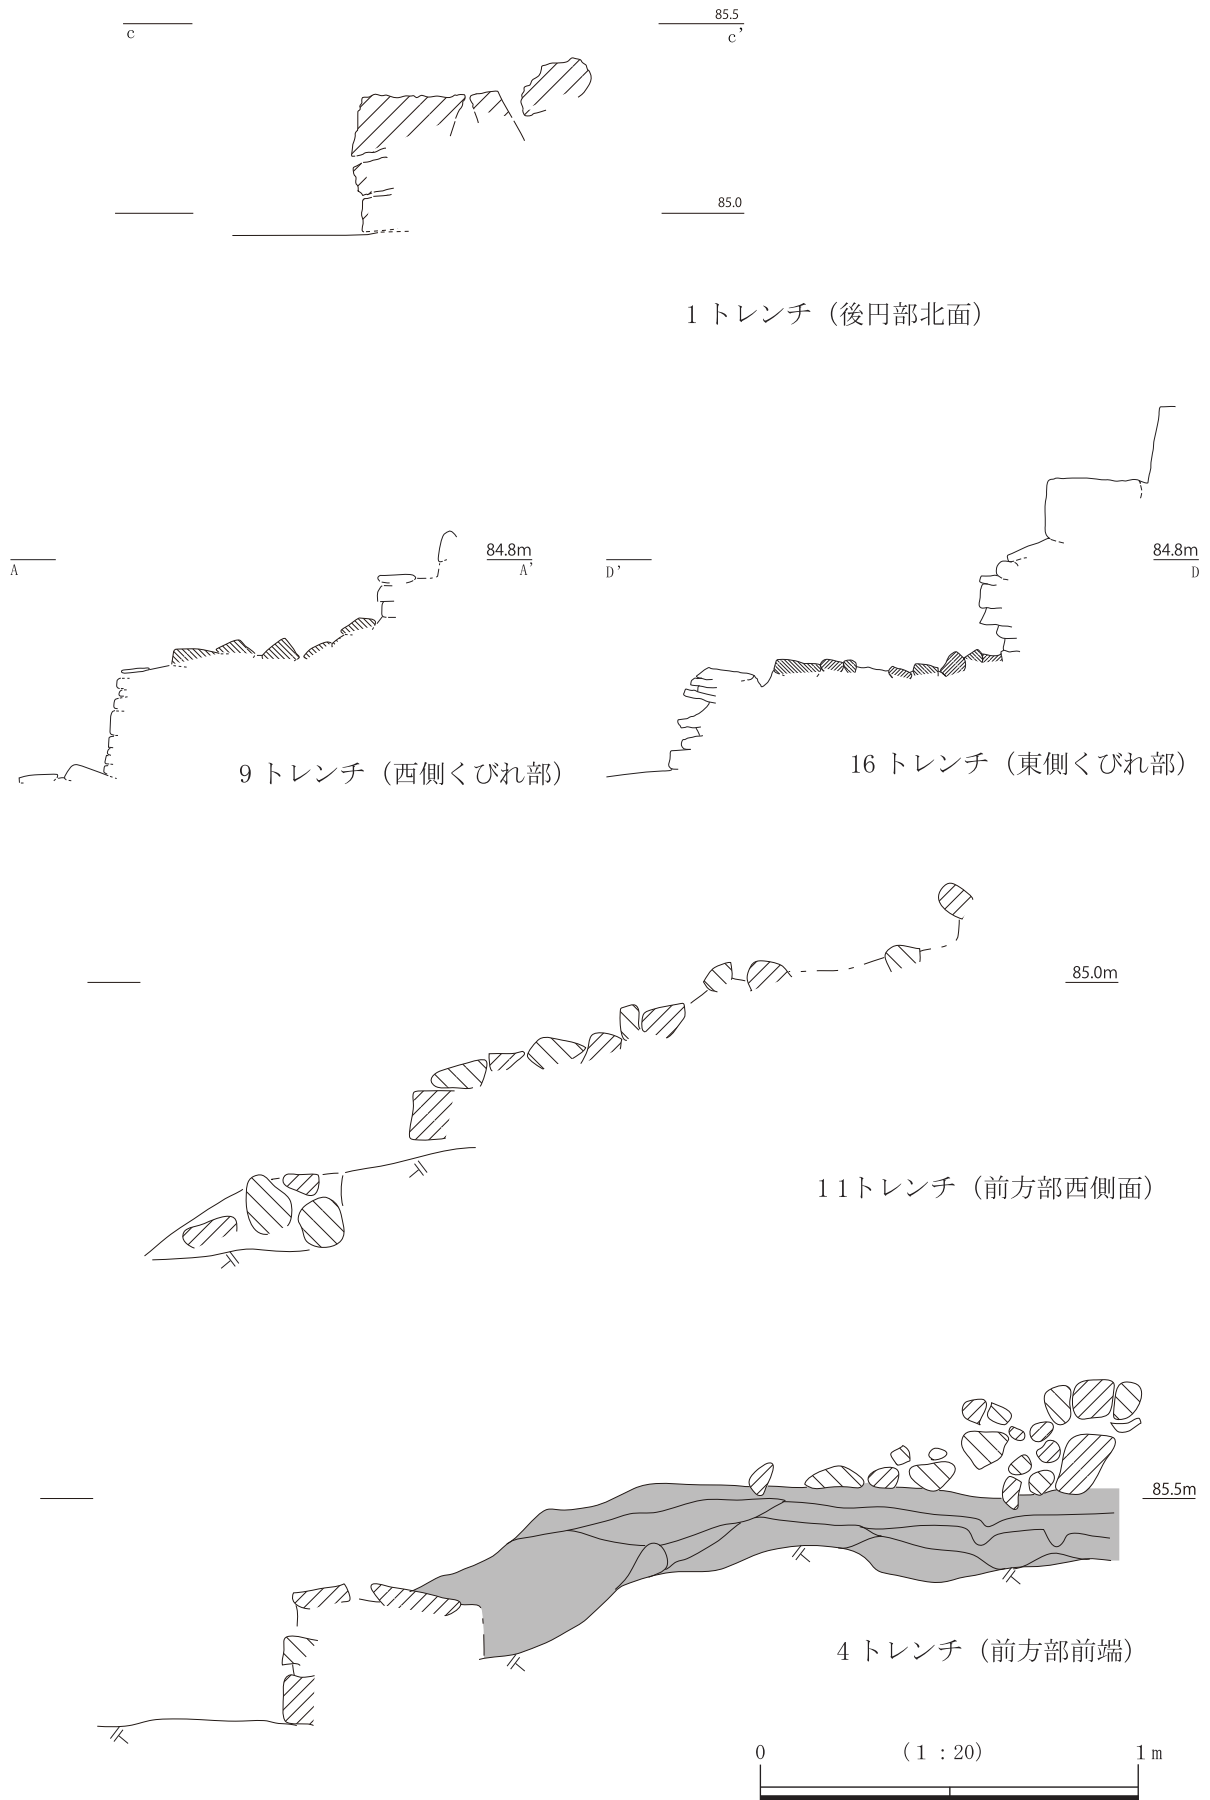 85.5
c
c'
85.0
1 トレンチ（後円部北面）
84.8m
A
A'
84.8m
D'
D
9 トレンチ（西側くびれ部）
16 トレンチ（東側くびれ部）
85.0m
11トレンチ（前方部西側面）
85.5m
4 トレンチ（前方部前端）
0 （1：20） 1 m